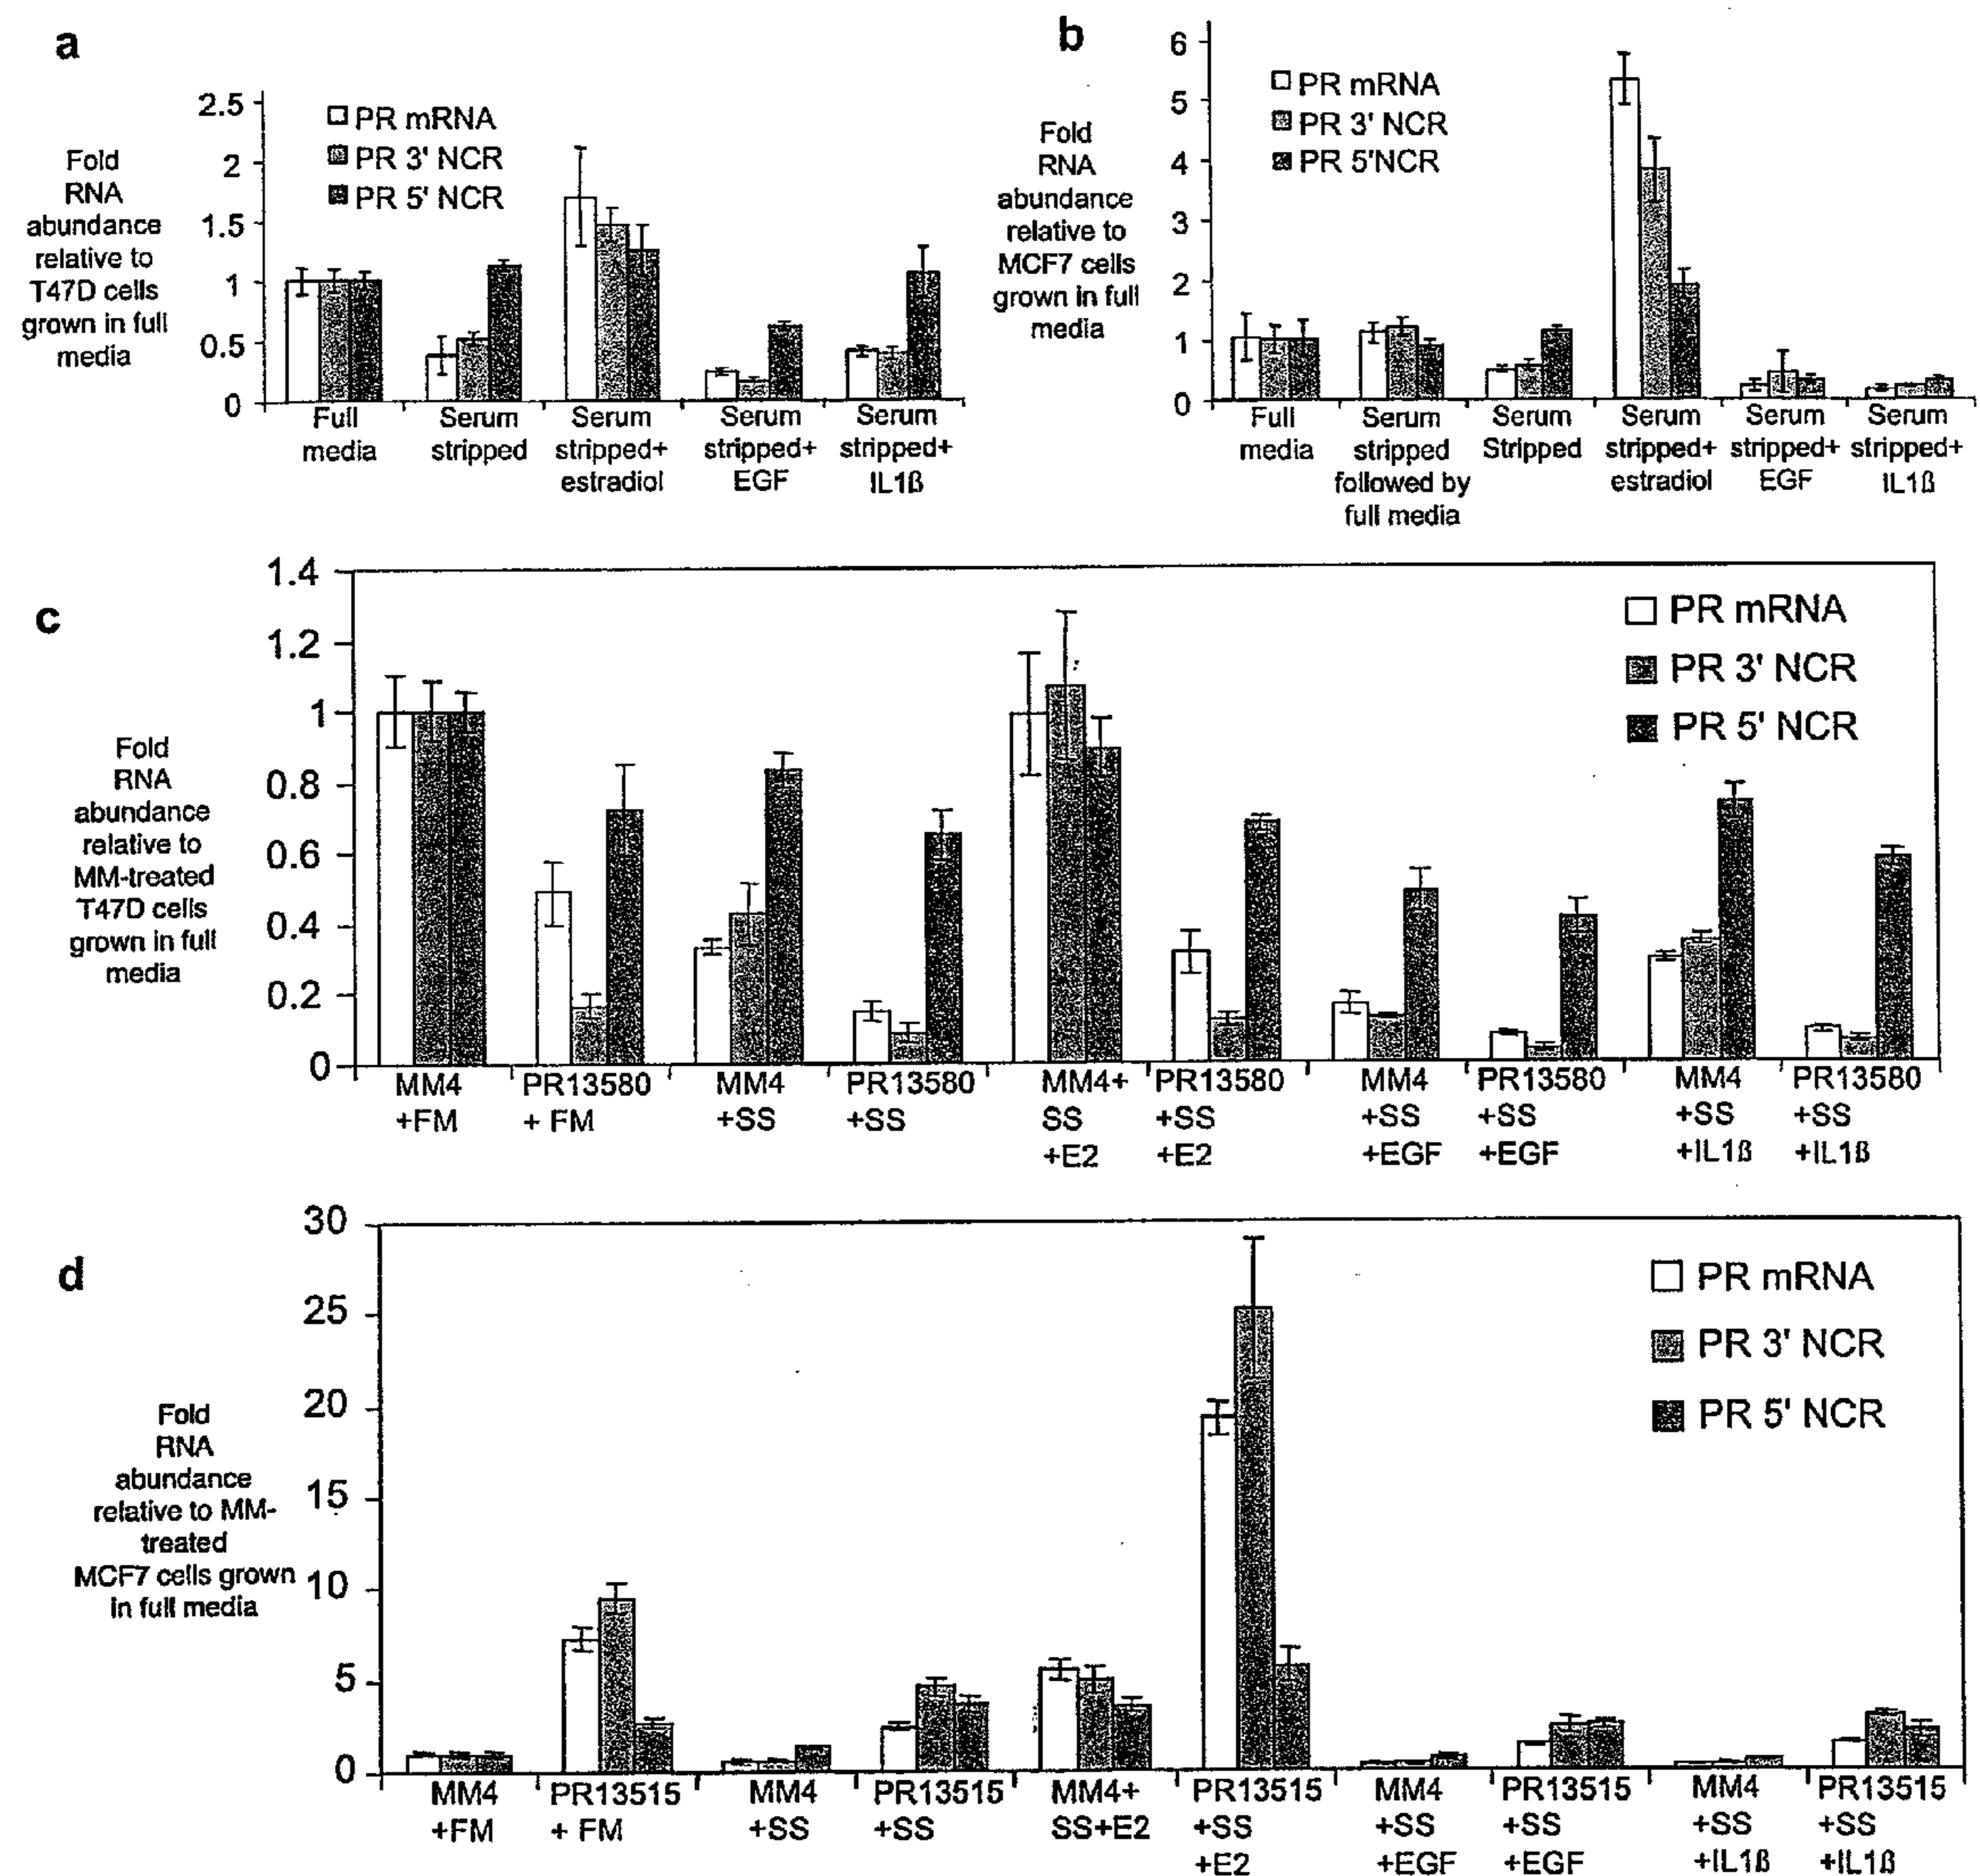 a
2.5
2
1.5
1
0.5
0
Fold
RNA
abundance
relative to
T47D cells
grown in full
media
PR mRNA
PR 3' NCR
PR 5' NCR
Full
media
Serum
stripped
Serum
stripped+
estradiol
Serum
stripped+
EGF
Serum
stripped+
IL1ß
b
6
5
4
3
2
1
0
Fold
RNA
abundance
relative to
MCF7 cells
grown in full
media
PR mRNA
PR 3' NCR
PR 5'NCR
Full
media
Serum
stripped
followed by
full media
Serum
Stripped
Serum
stripped+
estradiol
Serum
stripped+
EGF
Serum
stripped+
IL1ß
c
1.4
1.2
1
0.8
0.6
0.4
0.2
0
Fold
RNA
abundance
relative to
MM-treated
T47D cells
grown in full
media
PR mRNA
PR 3' NCR
PR 5' NCR
MM4
+FM
PR13580
+ FM
MM4
+SS
PR13580
+SS
MM4+
SS
+E2
PR13580
+SS
+E2
MM4
+SS
+EGF
PR13580
+SS
+EGF
MM4
+SS
+IL1ß
PR13580
+SS
+IL1ß
d
30
25
20
15
10
5
0
Fold
RNA
abundance
relative to MM-
treated
MCF7 cells grown
in full media
PR mRNA
PR 3' NCR
PR 5' NCR
MM4
+FM
PR13515
+ FM
MM4
+SS
PR13515
+SS
MM4+
SS+E2
PR13515
+SS
+E2
MM4
+SS
+EGF
PR13515
+SS
+EGF
MM4
+SS
+IL1ß
PR13515
+SS
+IL1ß